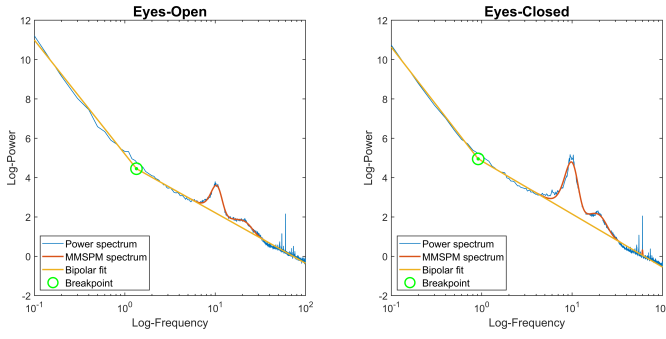 Eyes-Open
12
10
8
6
4
2
0
-2
Log-Power
10^-1
10^0
10^1
10^2
Log-Frequency
Power spectrum
MMSPM spectrum
Bipolar fit
Breakpoint
Eyes-Closed
12
10
8
6
4
2
0
-2
Log-Power
10^-1
10^0
10^1
10
Log-Frequency
Power spectrum
MMSPM spectrum
Bipolar fit
Breakpoint